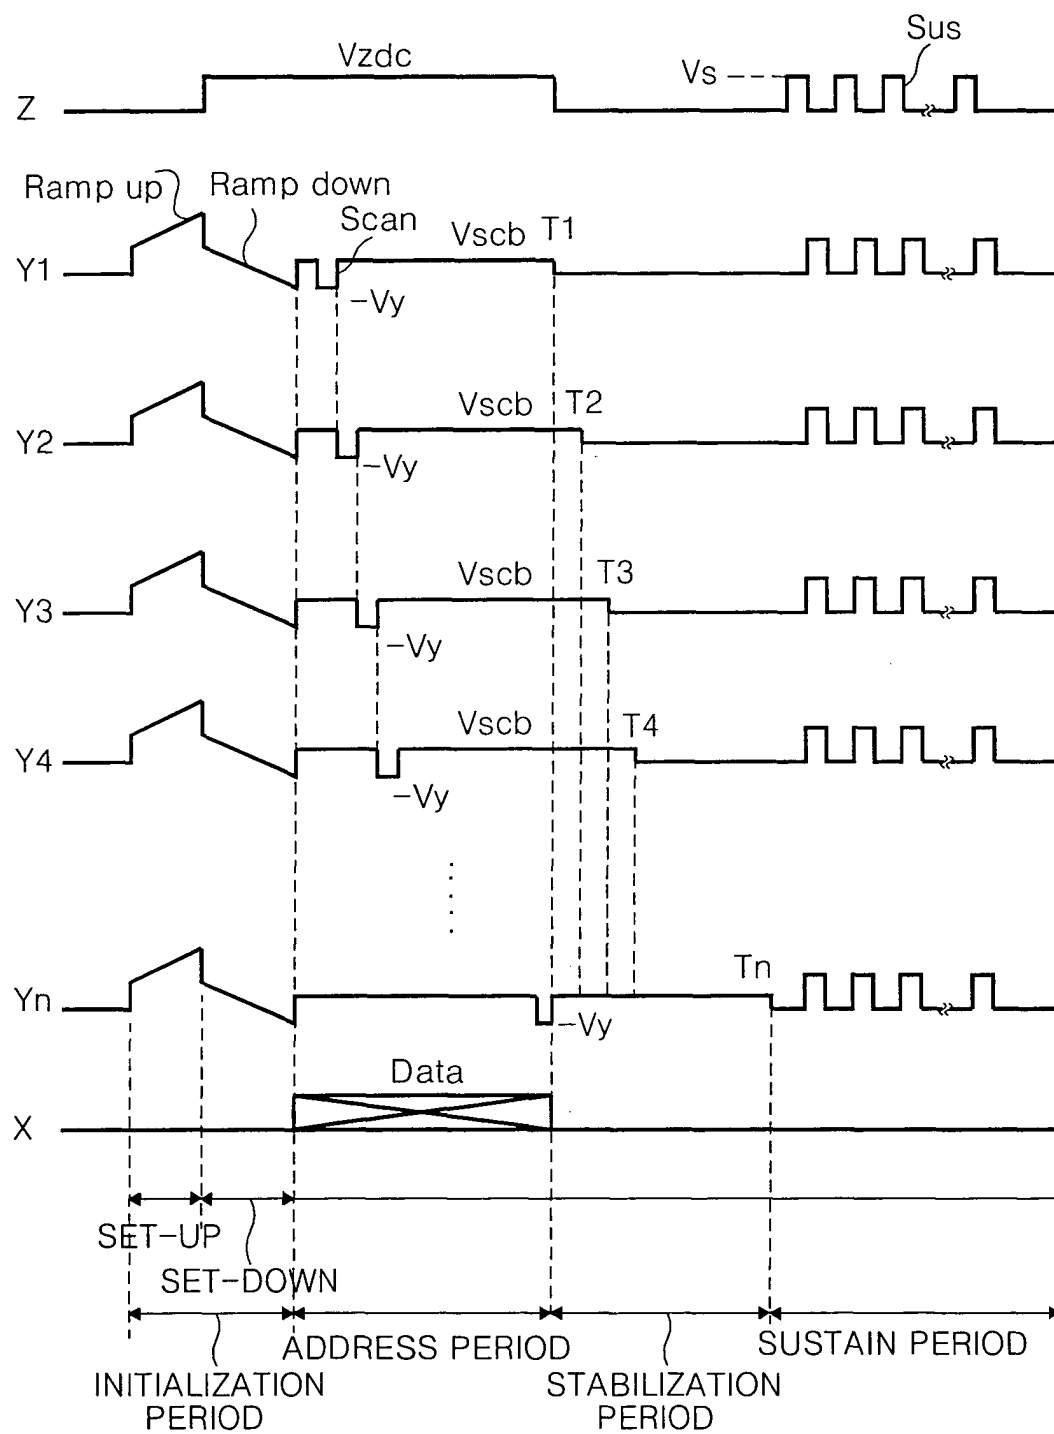 Sus
Vzdc
Vs
Z
Ramp up
Ramp down
Scan
Vscb
T1
Y1
-Vy
Vscb
T2
Y2
-Vy
Vscb
T3
Y3
-Vy
Vscb
T4
Y4
-Vy
Tn
Yn
-Vy
Data
X
SET-UP
SET-DOWN
ADDRESS PERIOD
SUSTAIN PERIOD
INITIALIZATION
PERIOD
STABILIZATION
PERIOD